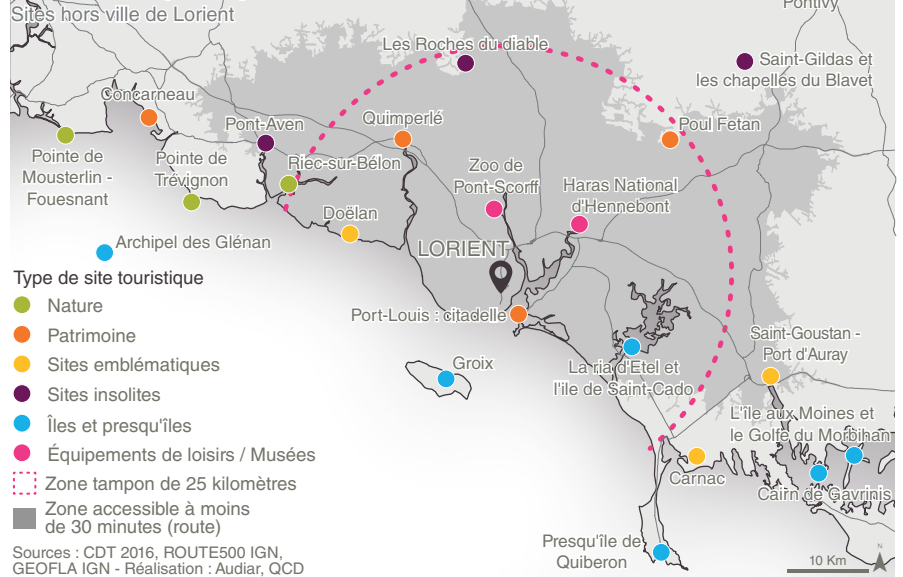 Sites hors ville de Lorient
Pontivy
Les Roches du diable
Saint-Gildas et
les chapelles du Blavet
Concarneau
Pont-Aven
Quimperlé
Poul Fetan
Pointe de
Mousterlin -
Fouesnant
Pointe de
Trévignon
Riec-sur-Bélon
Zoo de
Pont-Scorff
Haras National
d'Hennebont
Doëlan
Archipel des Glénan
LORIENT
Type de site touristique
Nature
Patrimoine
Sites emblématiques
Sites insolites
Îles et presqu'îles
Équipements de loisirs / Musées
Zone tampon de 25 kilomètres
Zone accessible à moins
de 30 minutes (route)
Port-Louis : citadelle
Groix
La ria d'Etel et
l'île de Saint-Cado
Saint-Goustan -
Port d'Auray
L'île aux Moines et
le Golfe du Morbihan
Carnac
Cairn de Gavrinis
Presqu'île de
Quiberon
Sources : CDT 2016, ROUTE500 IGN,
GEOFLA IGN - Réalisation : Audiar, QCD
10 Km
N